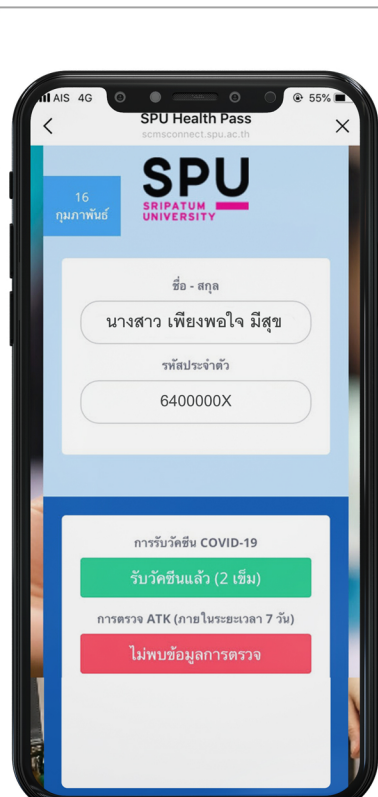 AIS 4G
55%
SPU Health Pass
scmsconnect.spu.ac.th
SPU
SRIPATUM
UNIVERSITY
16
กุมภาพันธ์
ชื่อ - สกุล
นางสาว เพียงพอใจ มีสุข
รหัสประจำตัว
6400000X
การรับวัคซีน COVID-19
รับวัคซีนแล้ว (2 เข็ม)
การตรวจ ATK (ภายในระยะเวลา 7 วัน)
ไม่พบข้อมูลการตรวจ